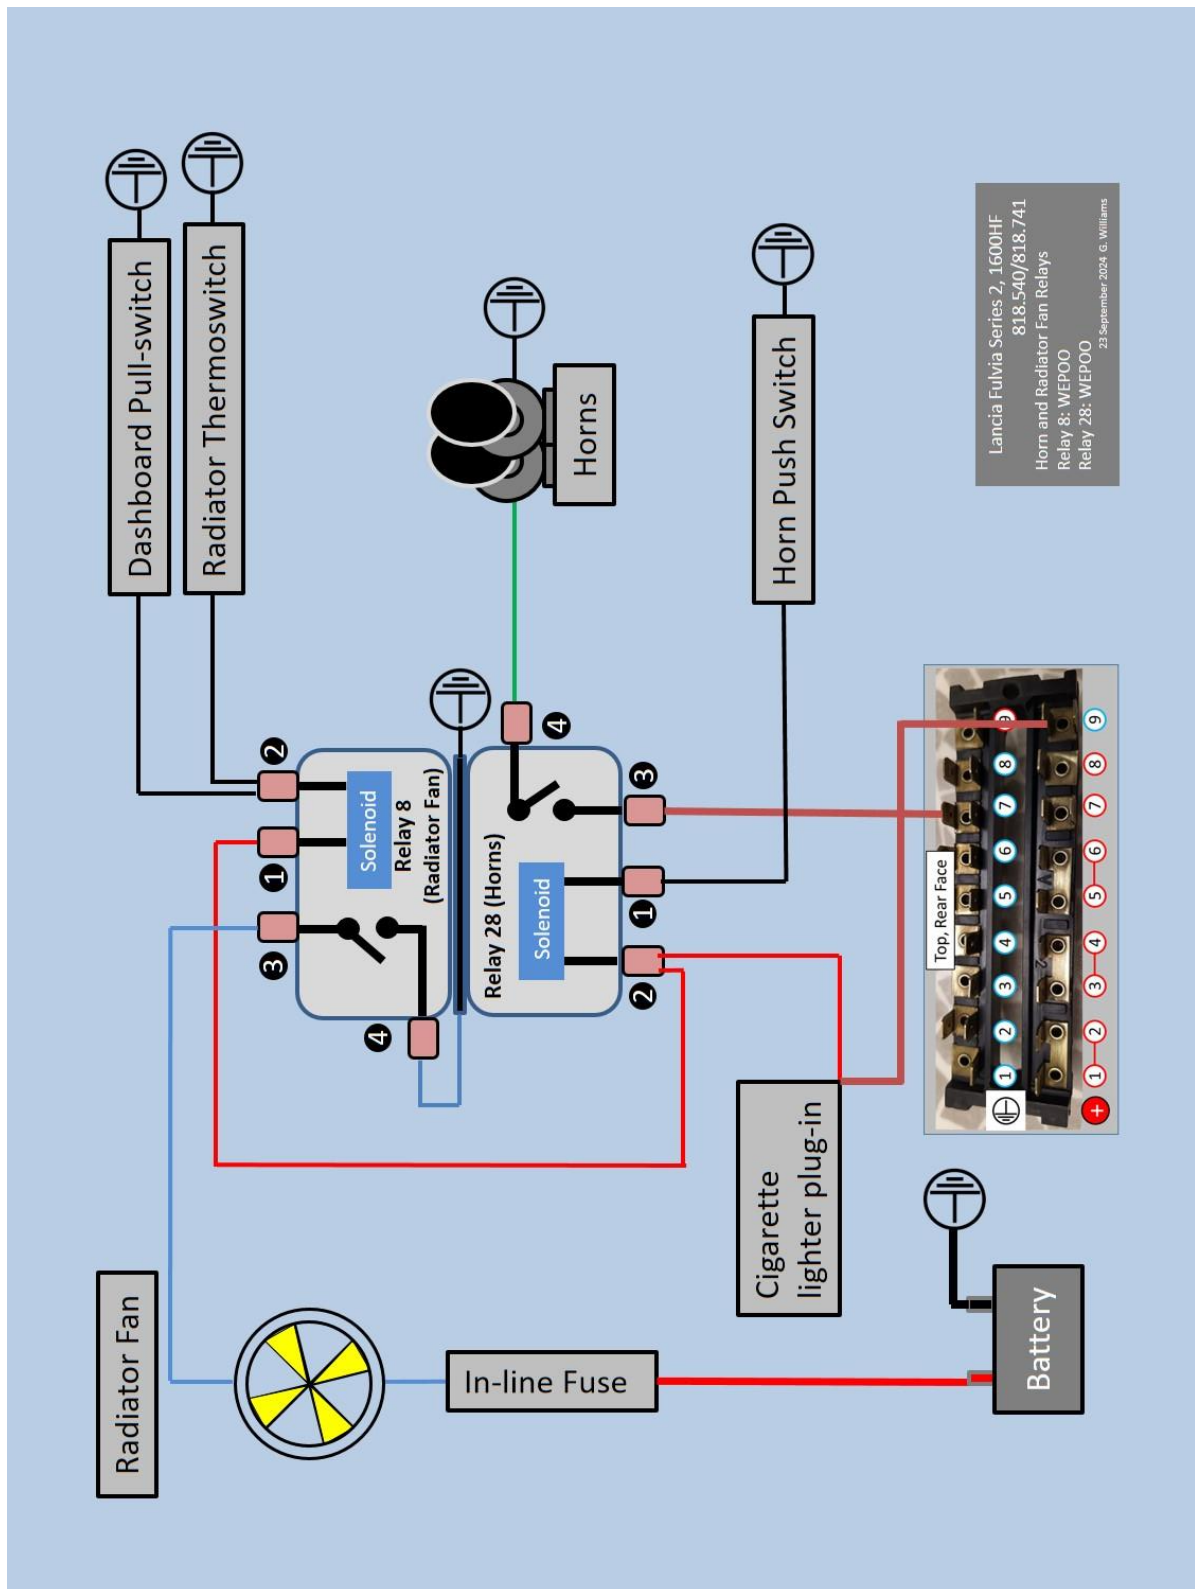 Radiator Fan
In-line Fuse
Battery
Cigarette
lighter plug-in
Dashboard Pull-switch
Radiator Thermoswitch
Horns
Horn Push Switch
3
1
2
4
Solenoid
Relay 8
(Radiator Fan)
Relay 28 (Horns)
Solenoid
2
1
3
4
Top, Rear Face
1 2 3 4 5 6 7 8 9
+ 1 2 3 4 5 6 7 8 9
Lancia Fulvia Series 2, 1600HF
818.540/818.741
Horn and Radiator Fan Relays
Relay 8: WEPOO
Relay 28: WEPOO
23 September 2024 G. Williams